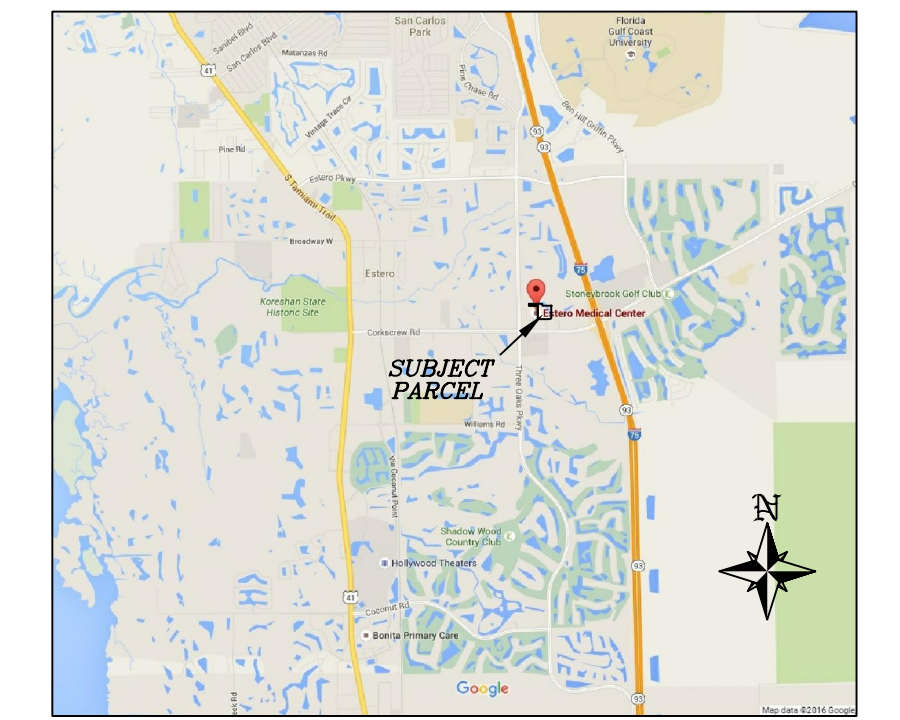 San Carlos
Park
Florida
Gulf Coast
University
Sanibel Blvd
San Carlos Blvd
Matanzas Rd
41
Pine Chase Rd
Vintage Trace Cir
Ben Hill Griffin Pkwy
93
93
Pine Rd
Estero Pkwy
S Tamiami Trail
Broadway W
Estero
75
Koreshan State
Historic Site
Stoneybrook Golf Club
Estero Medical Center
Corkscrew Rd
SUBJECT
PARCEL
Three Oaks Pkwy
93
Williams Rd
75
Via Coconut Point
N
Shadow Wood
Country Club
Hollywood Theaters
93
41
Coconut Rd
Bonita Primary Care
Google
93
eek Rd
Map data ©2016 Google